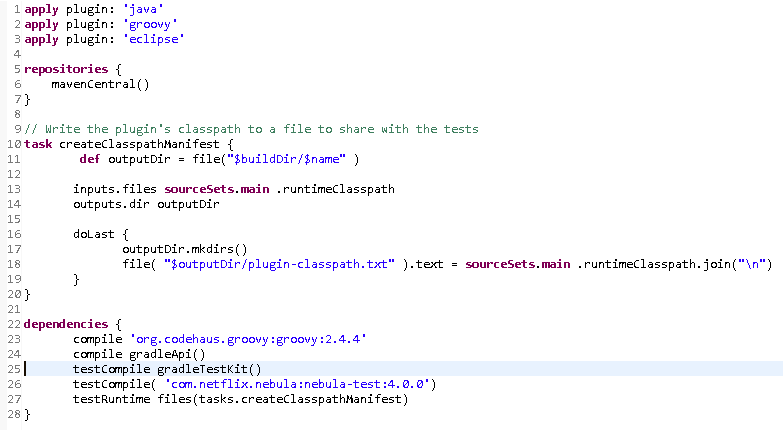 1 apply plugin: 'java'
2 apply plugin: 'groovy'
3 apply plugin: 'eclipse'
4
5 repositories {
6     mavenCentral()
7 }
8
9 // Write the plugin's classpath to a file to share with the tests
10 task createClasspathManifest {
11         def outputDir = file("$buildDir/$name" )
12
13        inputs.files sourceSets.main .runtimeClasspath
14        outputs.dir outputDir
15
16        doLast {
17               outputDir.mkdirs()
18               file( "$outputDir/plugin-classpath.txt" ).text = sourceSets.main .runtimeClasspath.join("\n")
19        }
20 }
21
22 dependencies {
23        compile 'org.codehaus.groovy:groovy:2.4.4'
24        compile gradleApi()
25        testCompile gradleTestKit()
26        testCompile( 'com.netflix.nebula:nebula-test:4.0.0')
27        testRuntime files(tasks.createClasspathManifest)
28 }